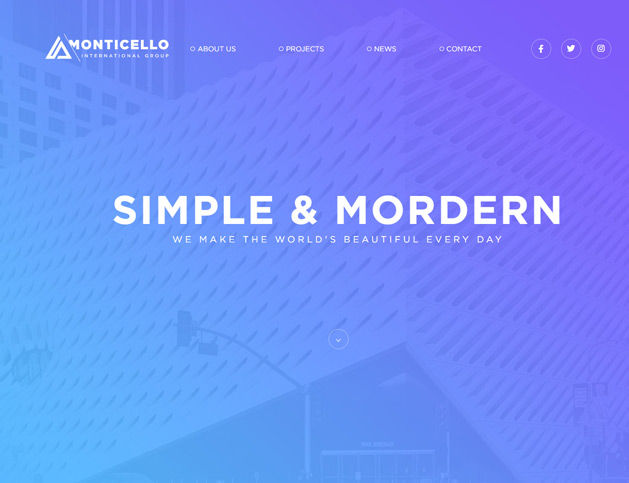 MONTICELLO
INTERNATIONAL GROUP
ABOUT US
PROJECTS
NEWS
CONTACT
SIMPLE & MORDERN
WE MAKE THE WORLD'S BEAUTIFUL EVERY DAY